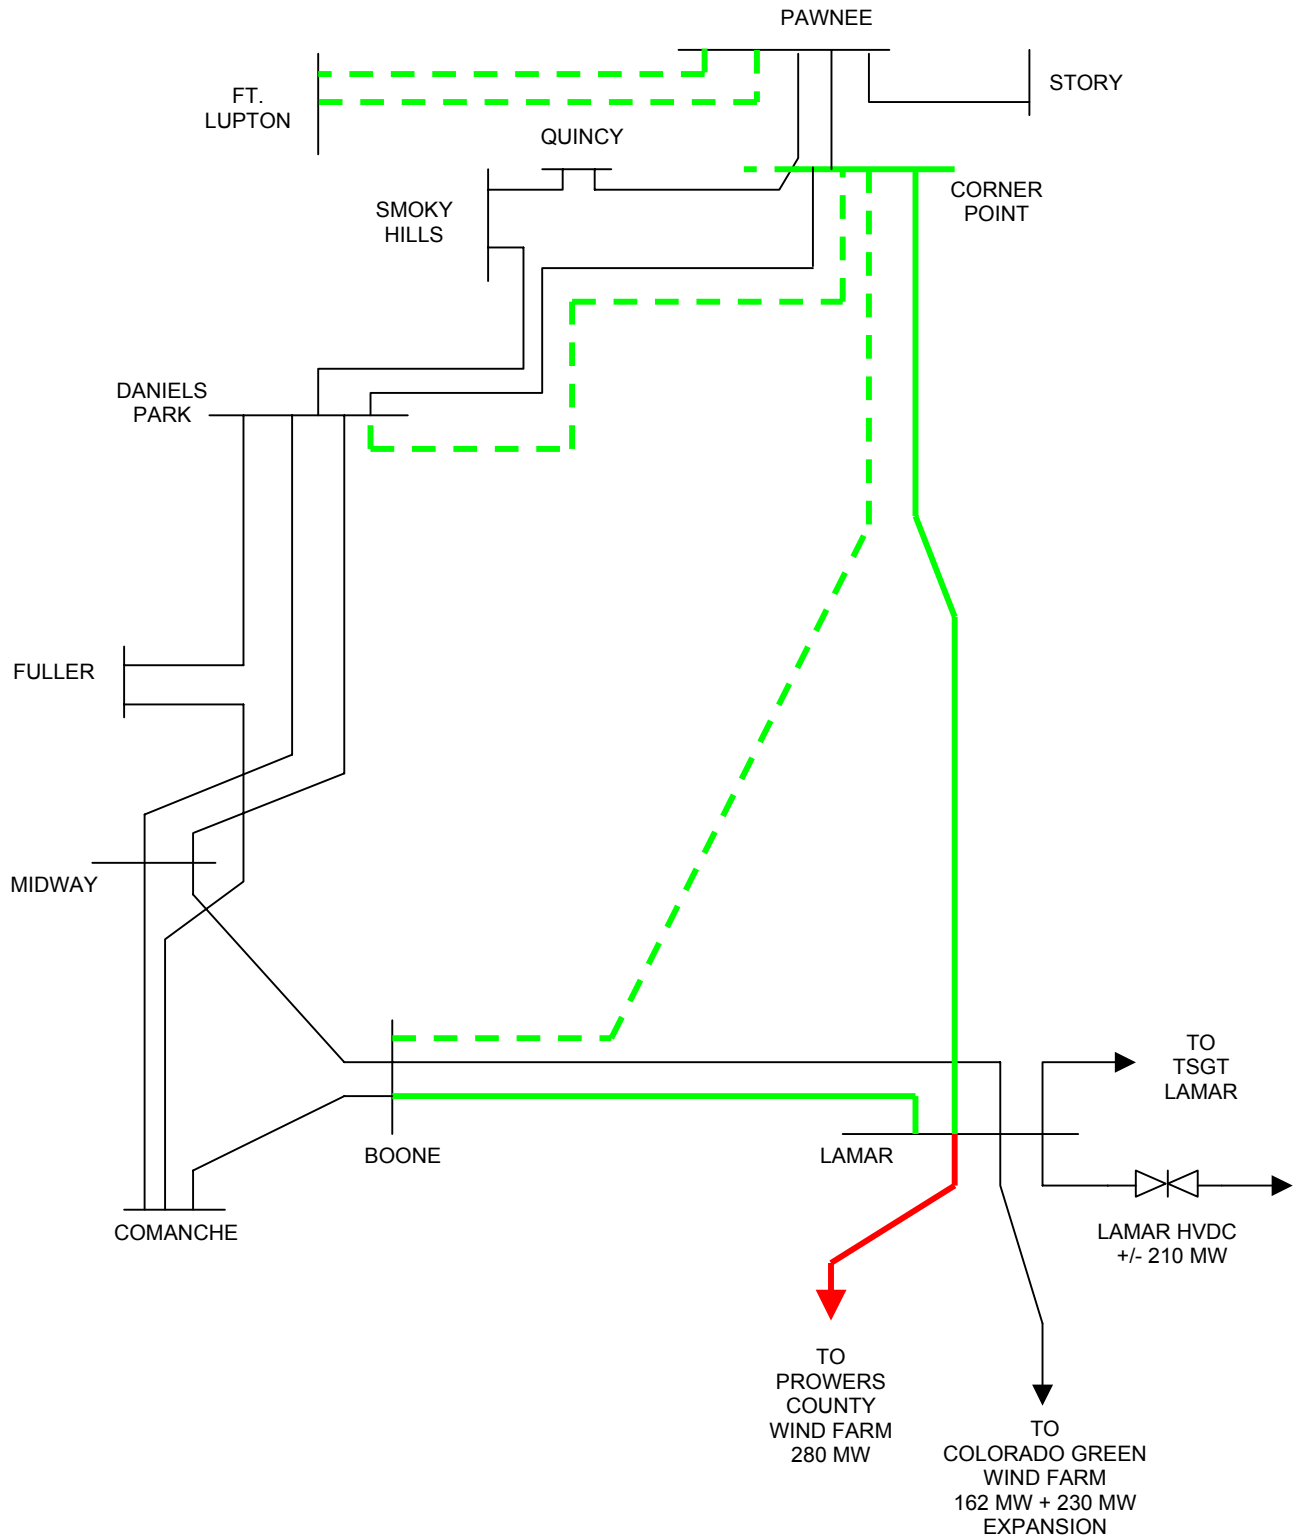 PAWNEE
STORY
FT.
LUPTON
QUINCY
CORNER
POINT
SMOKY
HILLS
DANIELS
PARK
FULLER
MIDWAY
TO
TSGT
LAMAR
BOONE
LAMAR
COMANCHE
LAMAR HVDC
+/- 210 MW
TO
PROWERS
COUNTY
WIND FARM
280 MW
TO
COLORADO GREEN
WIND FARM
162 MW + 230 MW
EXPANSION